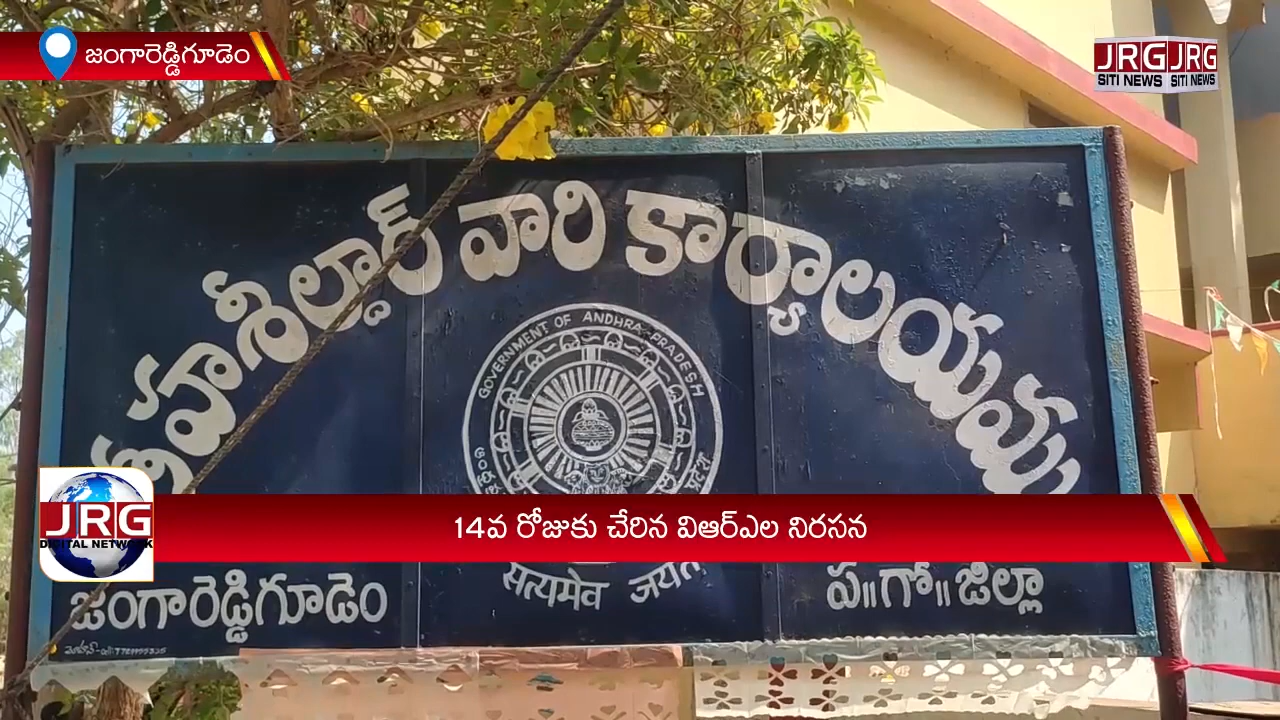 జంగారెడ్డిగూడెం
JRG JRG
SITI NEWS SITI NEWS
తహశీల్దార్ వారి కార్యాలయము
GOVERNMENT OF ANDHRA PRADESH
JRG
DIGITAL NETWORK
14వ రోజుకు చేరిన విఆర్ఎల నిరసన
సత్యమేవ జయతే
జంగారెడ్డిగూడెం
ప॥గో॥ జిల్లా